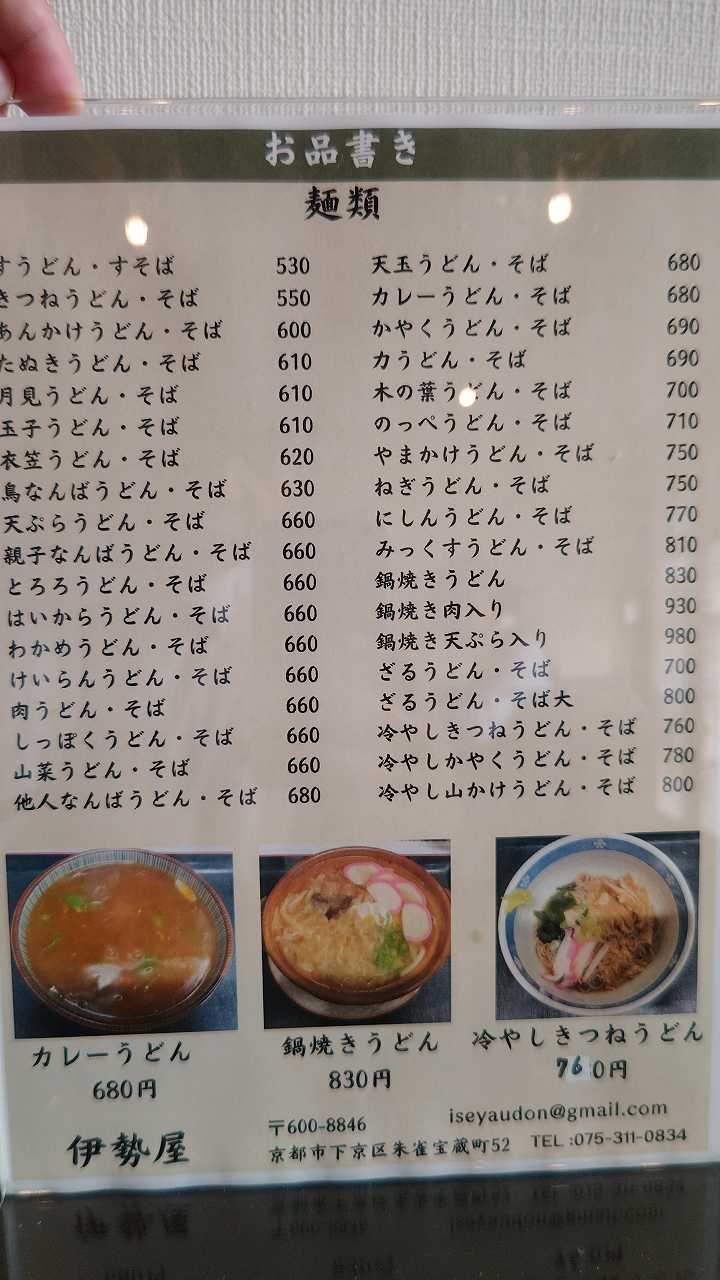 お品書き
麺類
すうどん・すそば 530
きつねうどん・そば 550
あんかけうどん・そば 600
たぬきうどん・そば 610
月見うどん・そば 610
玉子うどん・そば 610
衣笠うどん・そば 620
鳥なんばうどん・そば 630
天ぷらうどん・そば 660
親子なんばうどん・そば 660
とろろうどん・そば 660
はいからうどん・そば 660
わかめうどん・そば 660
けいらんうどん・そば 660
肉うどん・そば 660
しっぽくうどん・そば 660
山菜うどん・そば 660
他人なんばうどん・そば 680
天玉うどん・そば 680
カレーうどん・そば 680
かやくうどん・そば 690
力うどん・そば 690
木の葉うどん・そば 700
のっぺうどん・そば 710
やまかけうどん・そば 750
ねぎうどん・そば 750
にしんうどん・そば 770
みっくすうどん・そば 810
鍋焼きうどん 830
鍋焼き肉入り 930
鍋焼き天ぷら入り 980
ざるうどん・そば 700
ざるうどん・そば大 800
冷やしきつねうどん・そば 760
冷やしかやくうどん・そば 780
冷やし山かけうどん・そば 800
カレーうどん
680円
鍋焼きうどん
830円
冷やしきつねうどん
760円
伊勢屋
〒600-8846
京都市下京区朱雀宝蔵町52
iseyaudon@gmail.com
TEL:075-311-0834